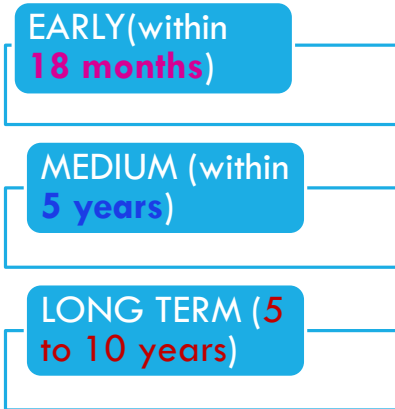 EARLY(within
18 months)
MEDIUM (within
5 years)
LONG TERM (5
to 10 years)